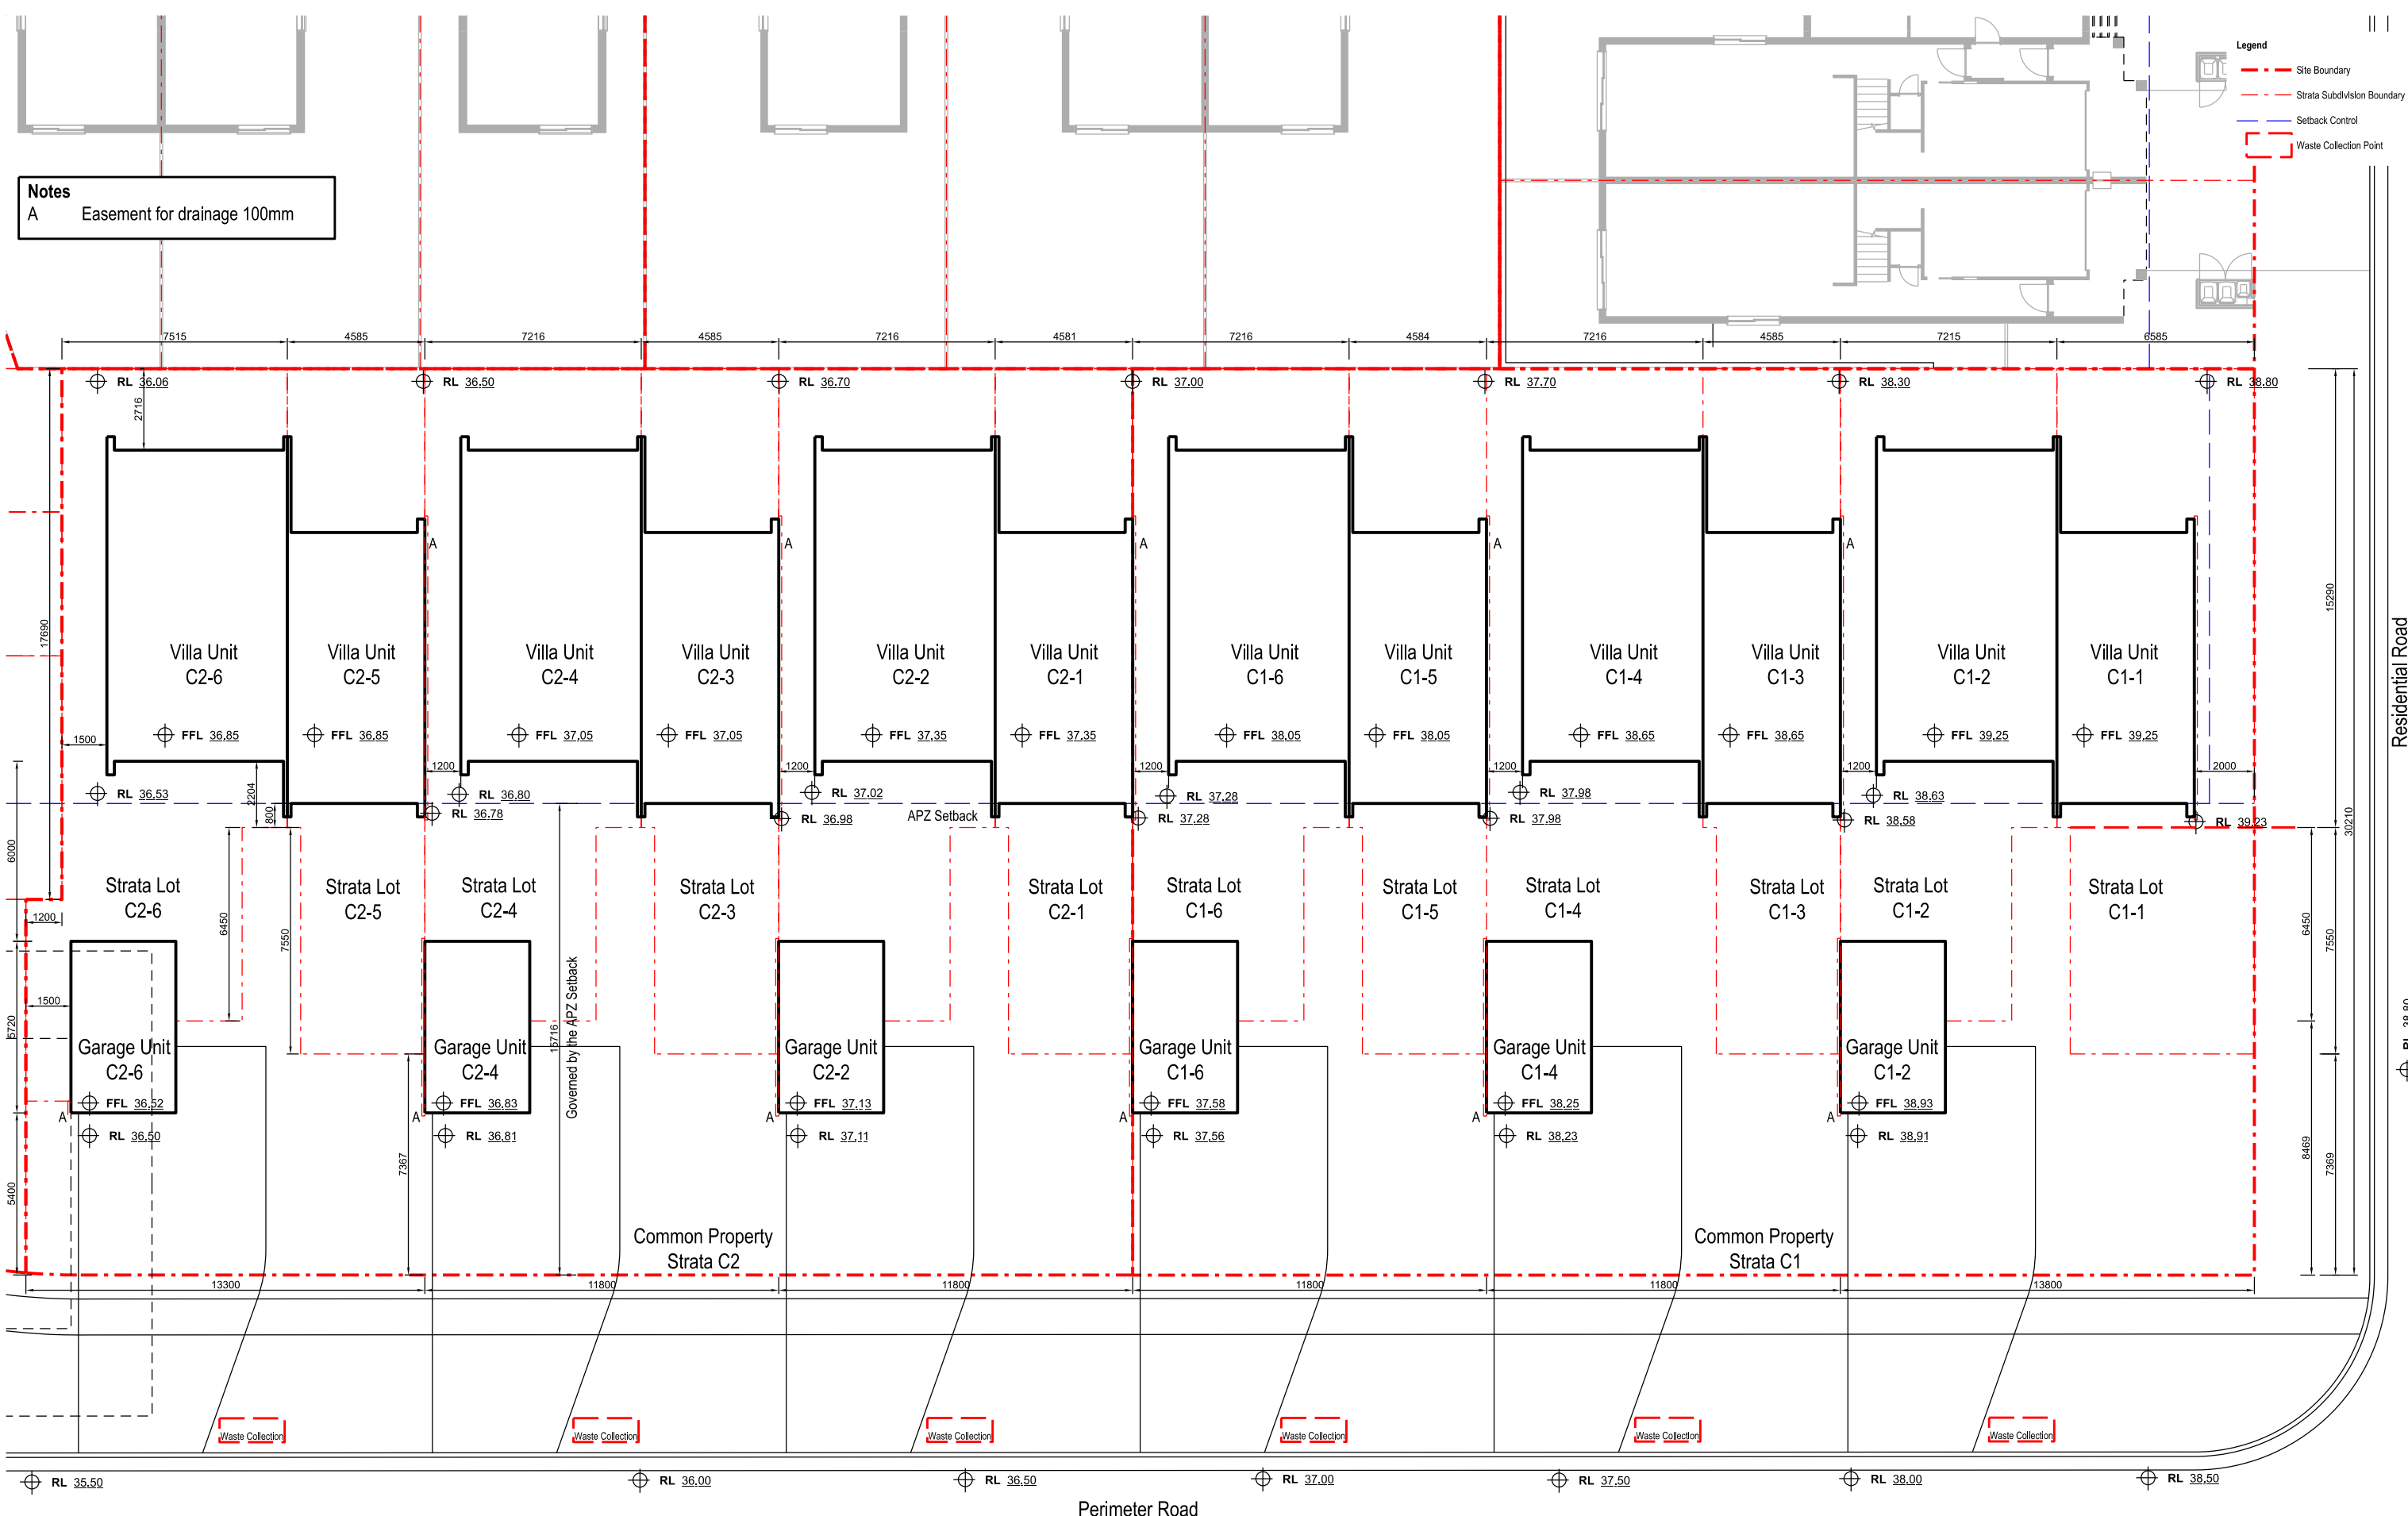 Legend
Site Boundary
Strata Subdivision Boundary
Setback Control
Waste Collection Point
Notes
A Easement for drainage 100mm
7515 4585 7216 4585 7216 4581 7216 4584 7216 4585 7215 6585
RL 36.06 RL 36.50 RL 36.70 RL 37.00 RL 37.70 RL 38.30 RL 38.80
2716
A A A A A
17690
15290
30210
Residential Road
Villa Unit Villa Unit Villa Unit Villa Unit Villa Unit Villa Unit Villa Unit Villa Unit Villa Unit Villa Unit Villa Unit Villa Unit
C2-6 C2-5 C2-4 C2-3 C2-2 C2-1 C1-6 C1-5 C1-4 C1-3 C1-2 C1-1
FFL 36.85 FFL 36.85 FFL 37.05 FFL 37.05 FFL 37.35 FFL 37.35 FFL 38.05 FFL 38.05 FFL 38.65 FFL 38.65 FFL 39.25 FFL 39.25
1500 1200 1200 1200 1200 1200 2000
RL 36.53 RL 36.80 RL 37.02 RL 37.28 RL 37.98 RL 38.63
2204
800
RL 36.78 RL 36.98 APZ Setback RL 37.28 RL 37.98 RL 38.58 RL 39.23
6000
Strata Lot Strata Lot Strata Lot Strata Lot Strata Lot Strata Lot Strata Lot Strata Lot Strata Lot Strata Lot Strata Lot
C2-6 C2-5 C2-4 C2-3 C2-1 C1-6 C1-5 C1-4 C1-3 C1-2 C1-1
1200
6450
7550
6450
7550
1500
5720
15716
Governed by the APZ Setback
RL 38.80
Garage Unit Garage Unit Garage Unit Garage Unit Garage Unit Garage Unit
C2-6 C2-4 C2-2 C1-6 C1-4 C1-2
FFL 36.52 FFL 36.83 FFL 37.13 FFL 37.58 FFL 38.25 FFL 38.93
A A A A A A
RL 36.50 RL 36.81 RL 37.11 RL 37.56 RL 38.23 RL 38.91
5400
7367
8469
7369
Common Property Common Property
Strata C2 Strata C1
13300 11800 11800 11800 11800 13800
Waste Collection Waste Collection Waste Collection Waste Collection Waste Collection Waste Collection
RL 35.50 RL 36.00 RL 36.50 RL 37.00 RL 37.50 RL 38.00 RL 38.50
Perimeter Road